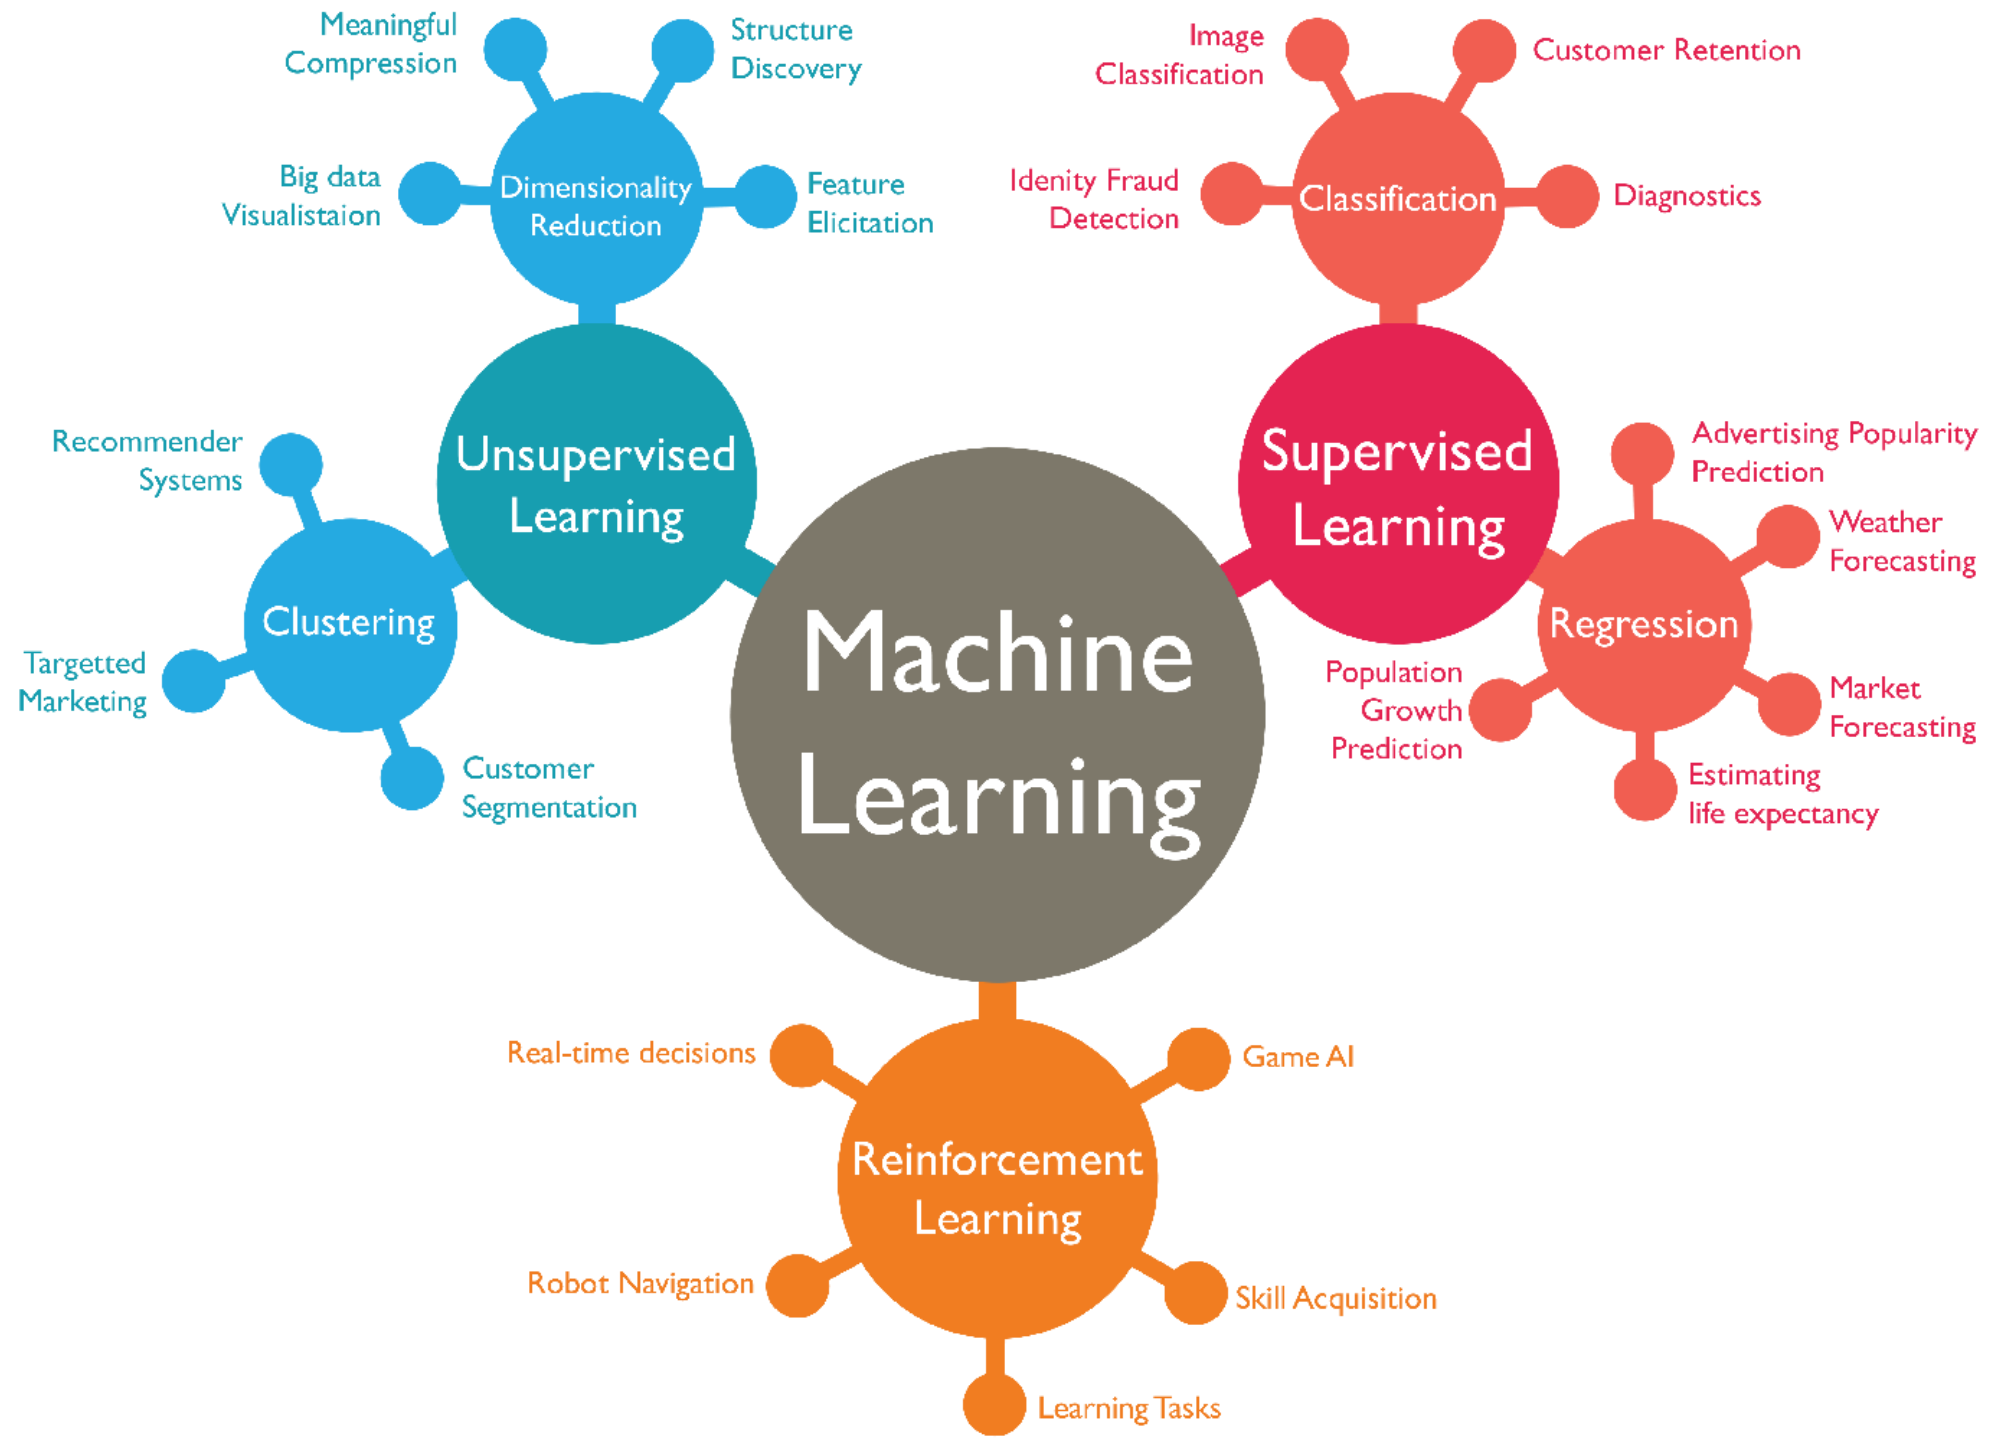 Meaningful
Compression
Structure
Discovery
Big data
Visualistaion
Dimensionality
Reduction
Feature
Elicitation
Image
Classification
Customer Retention
Idenity Fraud
Detection
Classification
Diagnostics
Recommender
Systems
Unsupervised
Learning
Clustering
Targetted
Marketing
Customer
Segmentation
Machine
Learning
Supervised
Learning
Advertising Popularity
Prediction
Weather
Forecasting
Regression
Population
Growth
Prediction
Market
Forecasting
Estimating
life expectancy
Real-time decisions
Game AI
Reinforcement
Learning
Robot Navigation
Skill Acquisition
Learning Tasks